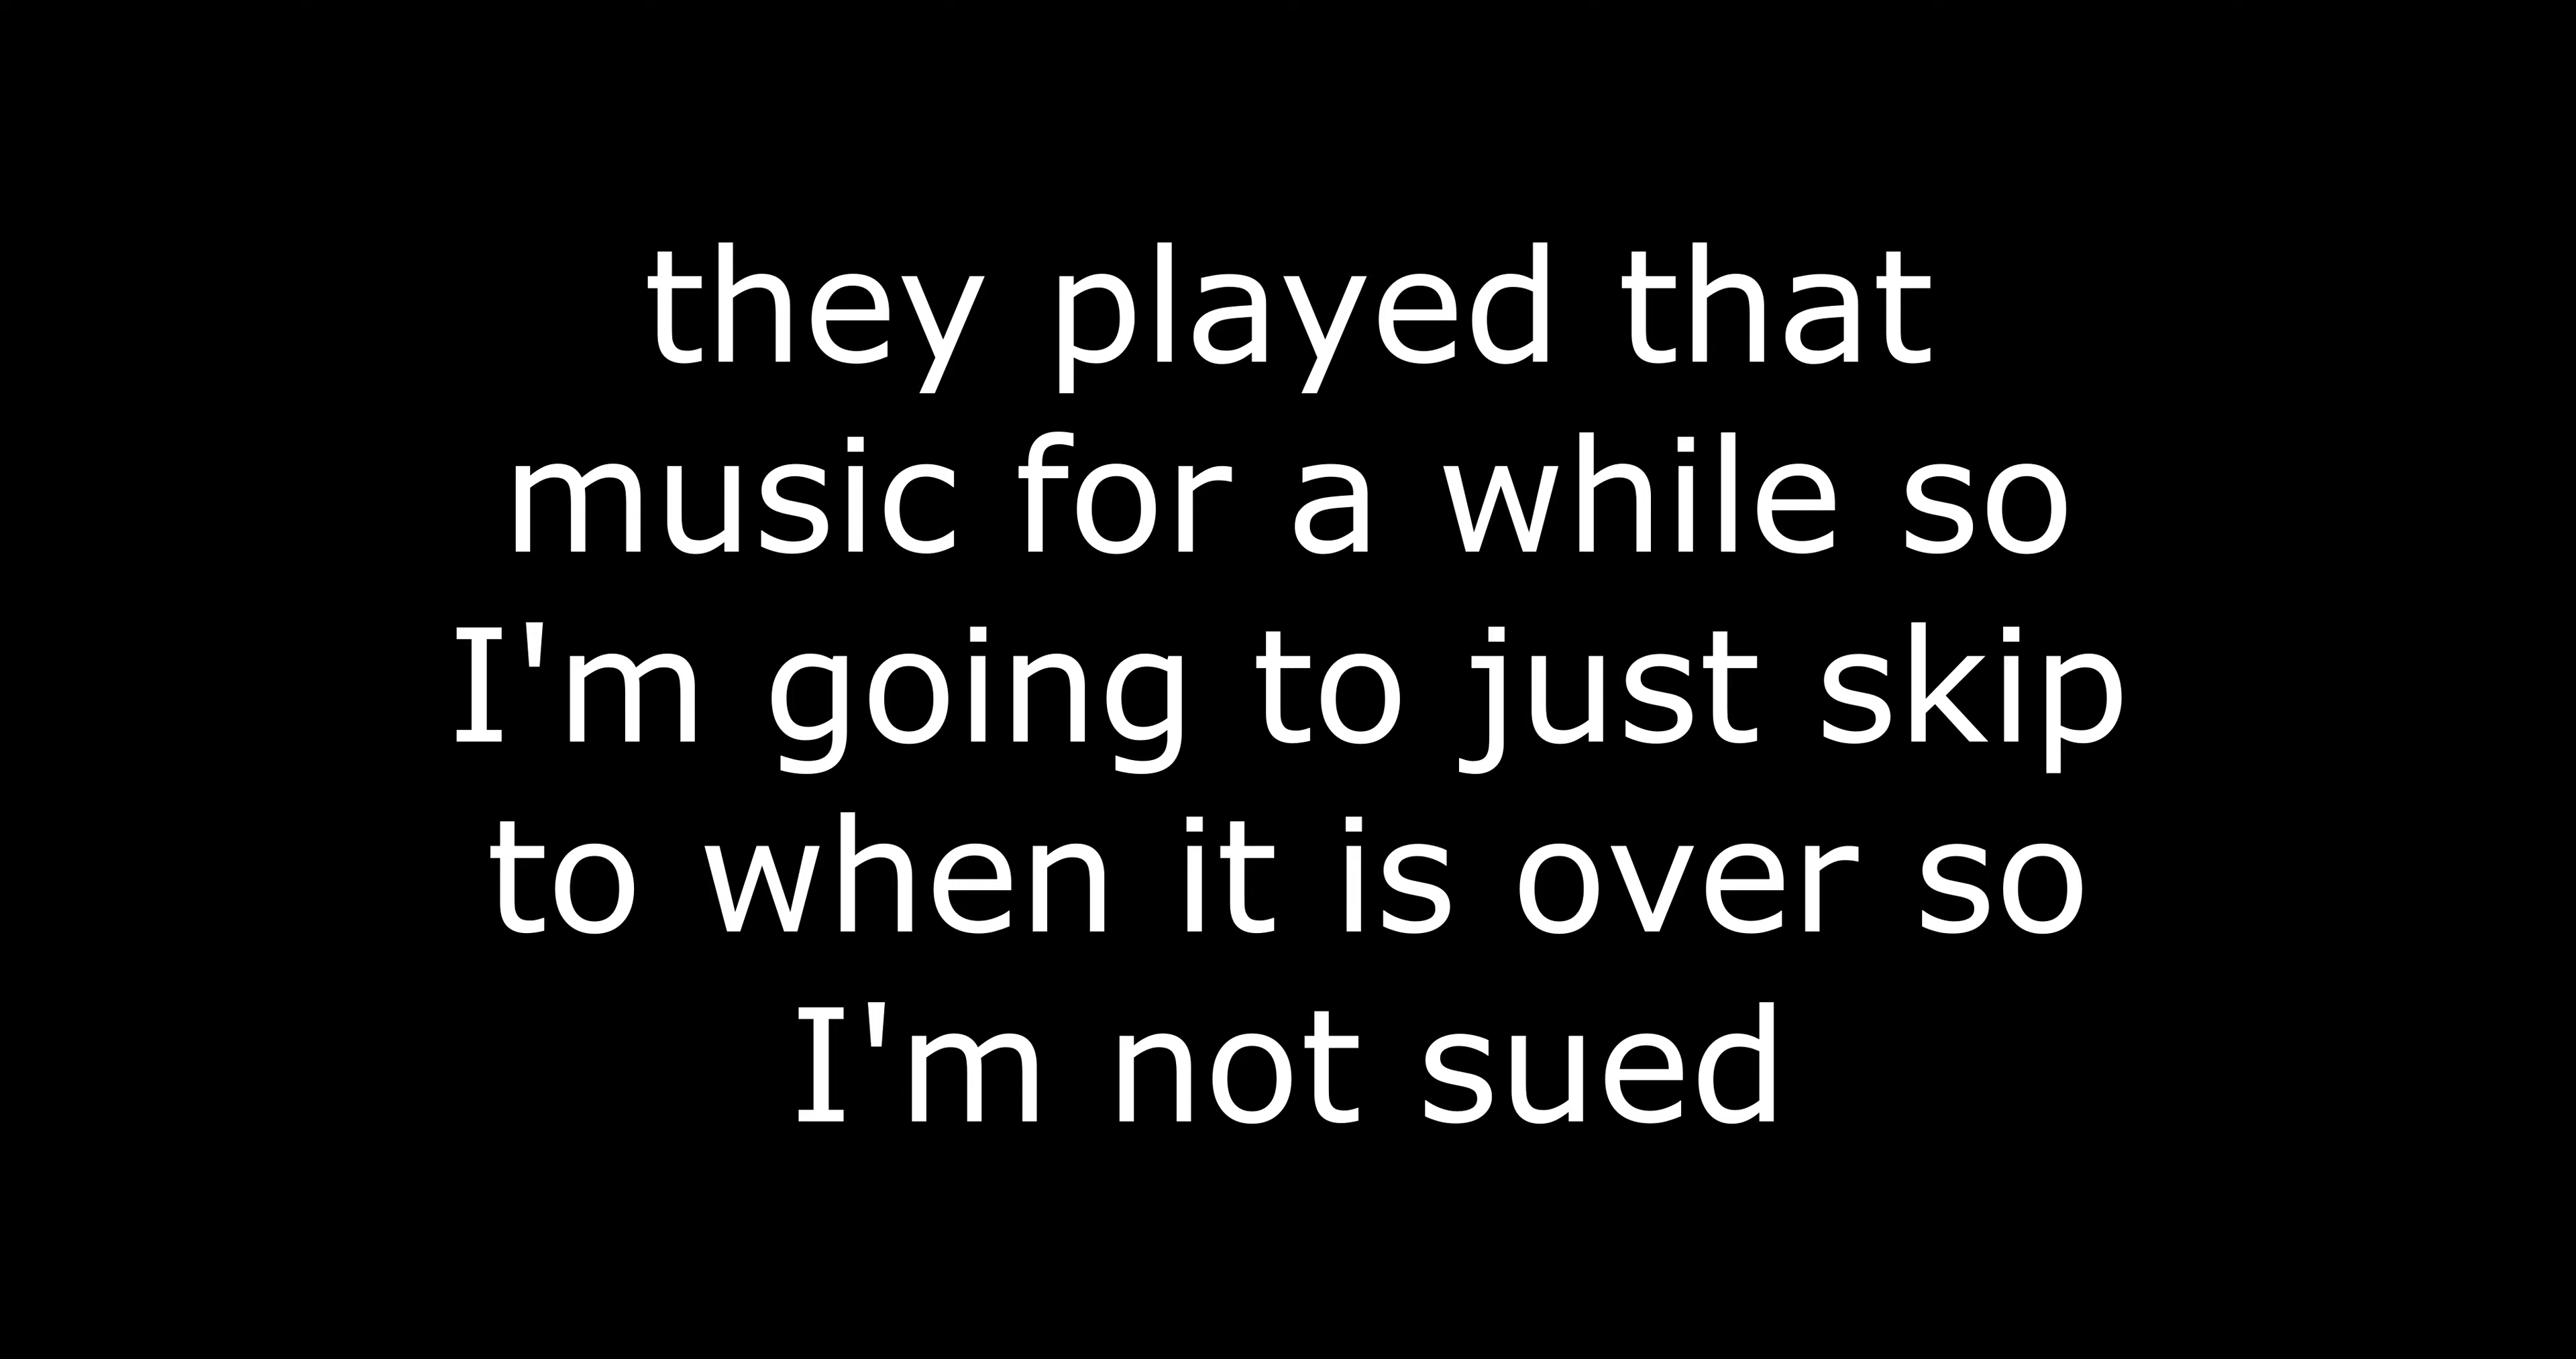 they played that
music for a while so
I'm going to just skip
to when it is over so
I'm not sued